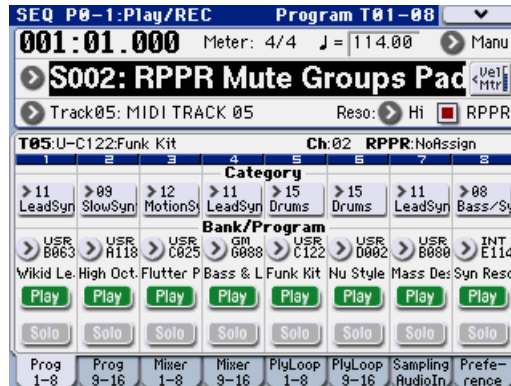 SEQ P0-1:Play/REC Program T01-08
001:01.000 Meter: 4/4 ♩= 114.00 Manu
S002: RPPR Mute Groups Pad <Vel Mtr
Track05: MIDI TRACK 05 Reso: Hi RPPR
T05:U-C122:Funk Kit Ch:02 RPPR:NoAssign
1 2 3 4 5 6 7 8
Category
>11 >09 >12 >11 >15 >15 >11 >08
LeadSyn SlowSyn MotionSy LeadSyn Drums Drums LeadSyn Bass/Sy
Bank/Program
USR USR USR GM USR USR USR INT
B063 A118 C025 G088 C122 D002 B080 E114
Wikid Le High Oct Flutter P Bass & L Funk Kit Nu Style Mass Des Syn Reso
Play Play Play Play Play Play Play Play
Solo Solo Solo Solo Solo Solo Solo Solo
Prog Prog Mixer Mixer PlyLoop PlyLoop Sampling Prefe-
1-8 9-16 1-8 9-16 1-8 9-16 AudioIn rence